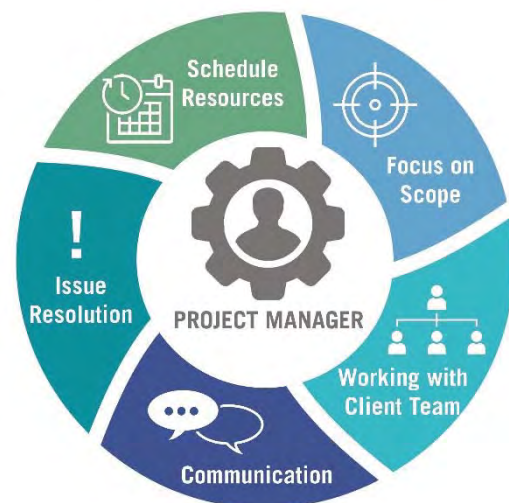 Schedule
Resources
Focus on
Scope
!
Issue
Resolution
PROJECT MANAGER
Working with
Client Team
Communication